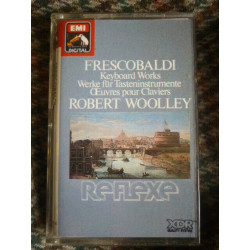 EMI
DIGITAL
FRESCOBALDI
Keyboard Works
Werke für Tasteninstrumente
Œuvres pour Claviers
ROBERT WOOLLEY
Reflexe
XDR